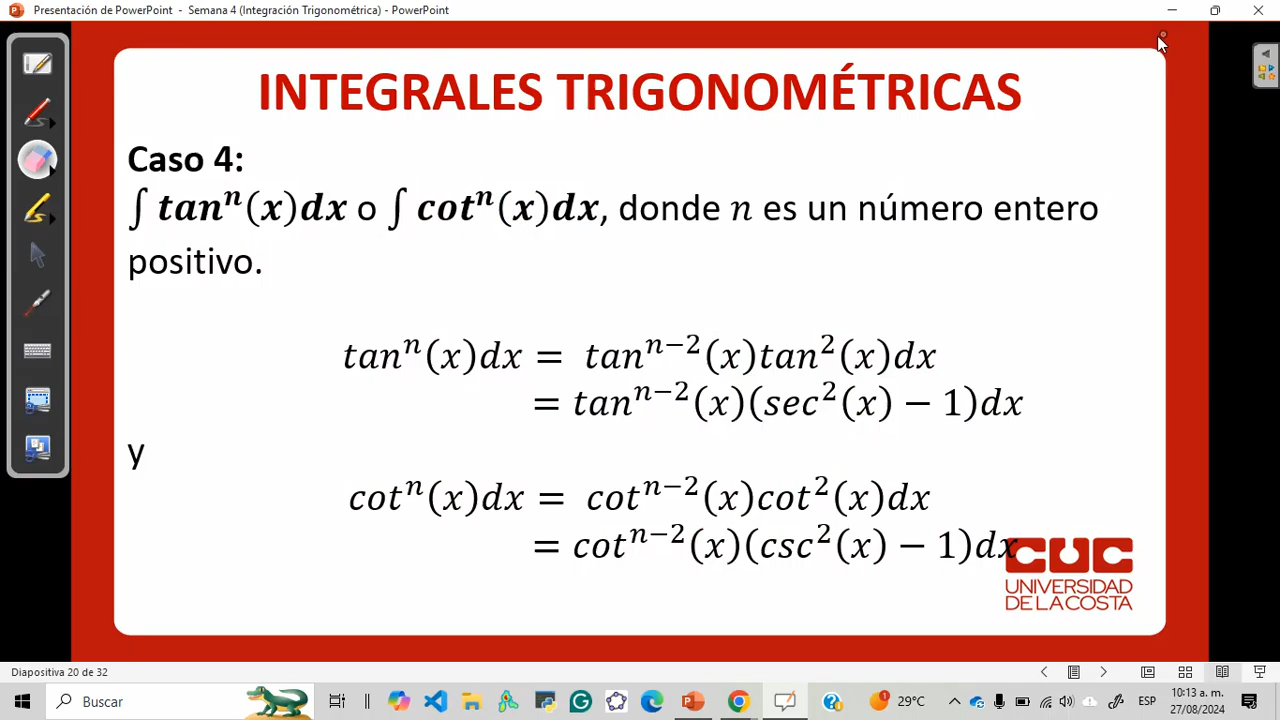 Presentación de PowerPoint - Semana 4 (Integración Trigonométrica) - PowerPoint
INTEGRALES TRIGONOMÉTRICAS
Caso 4:
∫ tanⁿ(x)dx o ∫ cotⁿ(x)dx, donde n es un número entero
positivo.
tanⁿ(x)dx = tanⁿ⁻²(x)tan²(x)dx
= tanⁿ⁻²(x)(sec²(x) − 1)dx
y
cotⁿ(x)dx = cotⁿ⁻²(x)cot²(x)dx
= cotⁿ⁻²(x)(csc²(x) − 1)dx
CUC
UNIVERSIDAD
DE LA COSTA
Diapositiva 20 de 32
Buscar
1
29°C
ESP
10:13 a. m.
27/08/2024